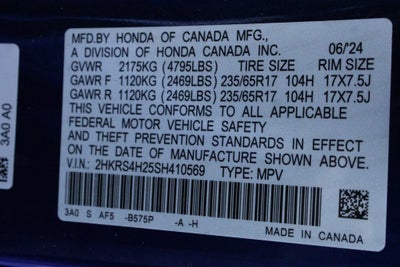 MFD.BY HONDA OF CANADA MFG.,
A DIVISION OF HONDA CANADA INC. 06/'24
GVWR 2175KG (4795LBS) TIRE SIZE RIM SIZE
GAWR F 1120KG (2469LBS) 235/65R17 104H 17X7.5J
GAWR R 1120KG (2469LBS) 235/65R17 104H 17X7.5J
THIS VEHICLE CONFORMS TO ALL APPLICABLE
FEDERAL MOTOR VEHICLE SAFETY
AND THEFT PREVENTION STANDARDS IN EFFECT
ON THE DATE OF MANUFACTURE SHOWN ABOVE.
V.I.N.: 2HKRS4H25SH410569 TYPE: MPV
3A0 S AF5 -B575P -A -H
MADE IN CANADA
3A0 A0